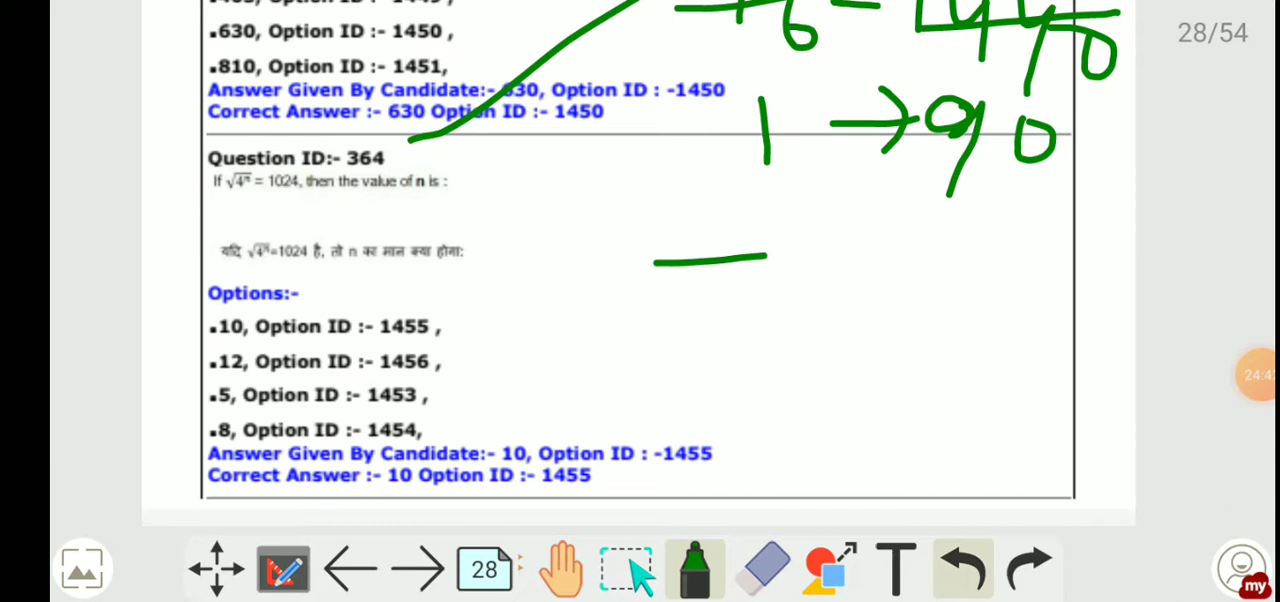 28/54
.630, Option ID :- 1450 ,
.810, Option ID :- 1451,
Answer Given By Candidate:- 630, Option ID : -1450
Correct Answer :- 630 Option ID :- 1450
1 → 90
Question ID:- 364
If √4ⁿ = 1024, then the value of n is :
यदि √4ⁿ=1024 है, तो n का मान क्या होगा:
Options:-
.10, Option ID :- 1455 ,
.12, Option ID :- 1456 ,
.5, Option ID :- 1453 ,
.8, Option ID :- 1454,
Answer Given By Candidate:- 10, Option ID : -1455
Correct Answer :- 10 Option ID :- 1455
28
T
my